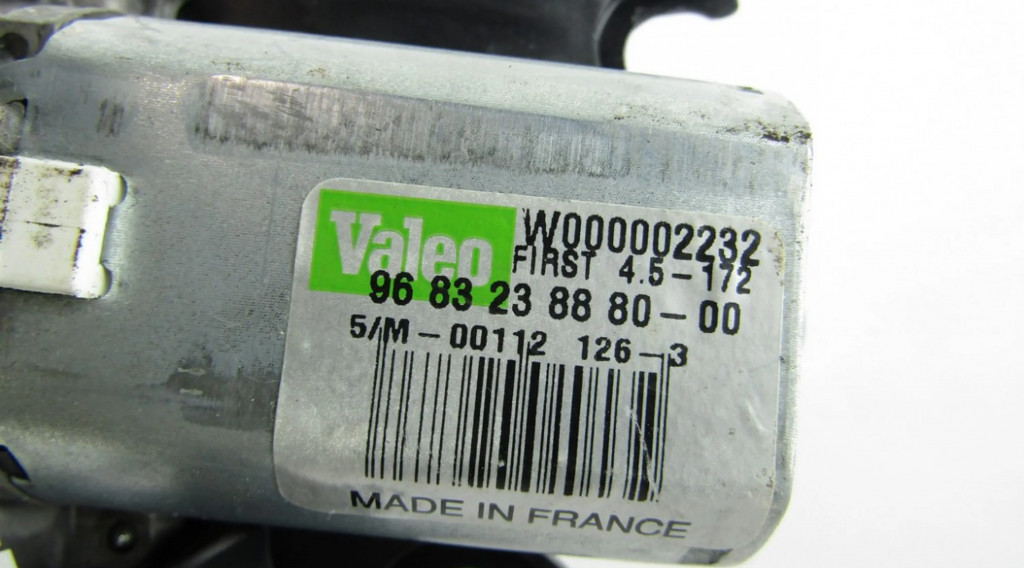 Valeo
W000002232
FIRST 4.5-172
96 83 23 88 80-00
5/M-00112 126-3
MADE IN FRANCE